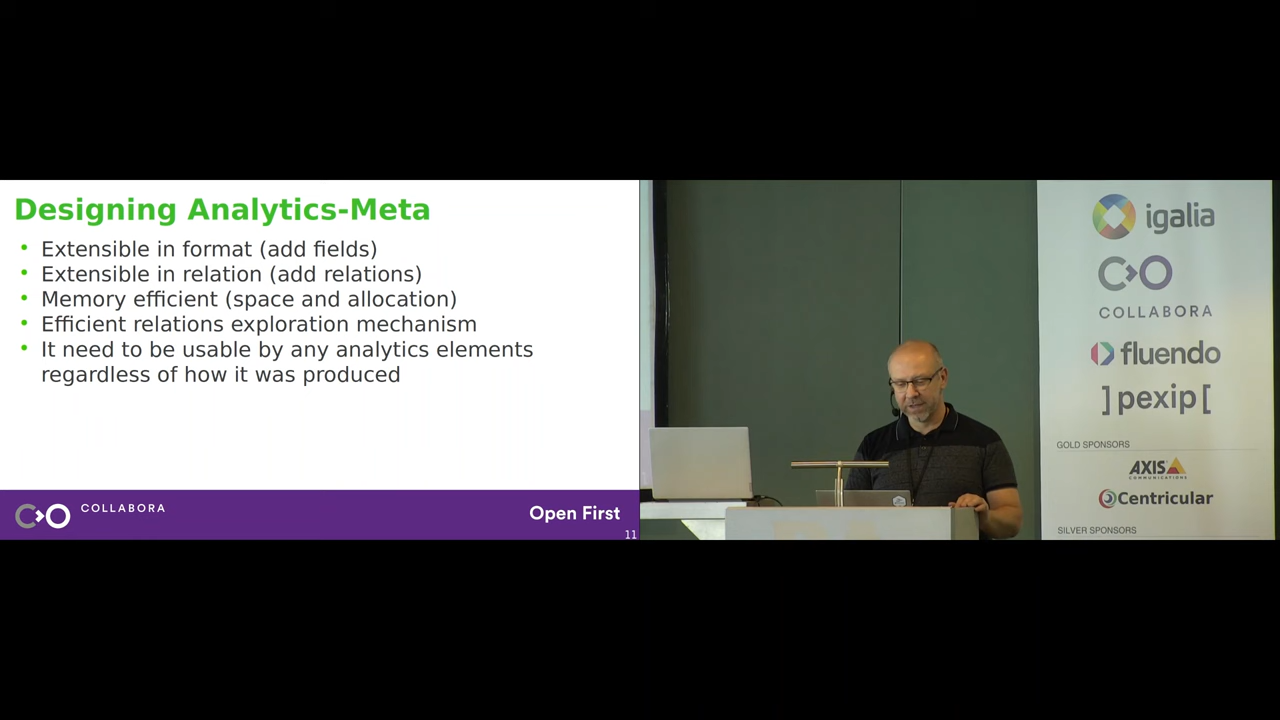 Designing Analytics-Meta
• Extensible in format (add fields)
• Extensible in relation (add relations)
• Memory efficient (space and allocation)
• Efficient relations exploration mechanism
• It need to be usable by any analytics elements
regardless of how it was produced
COLLABORA
Open First
11
igalia
COLLABORA
fluendo
]pexip[
GOLD SPONSORS
AXIS
COMMUNICATIONS
Centricular
SILVER SPONSORS